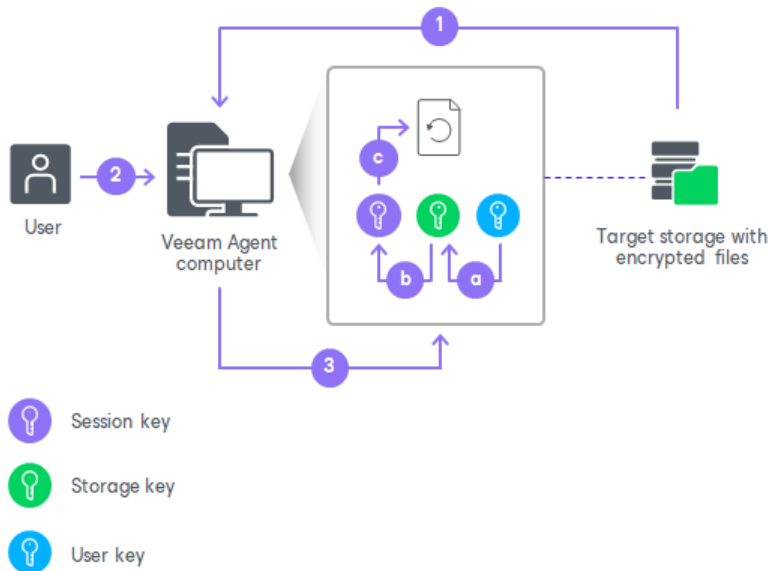 1
c
2
User
Veeam Agent
computer
b
a
Target storage with
encrypted files
3
Session key
Storage key
User key